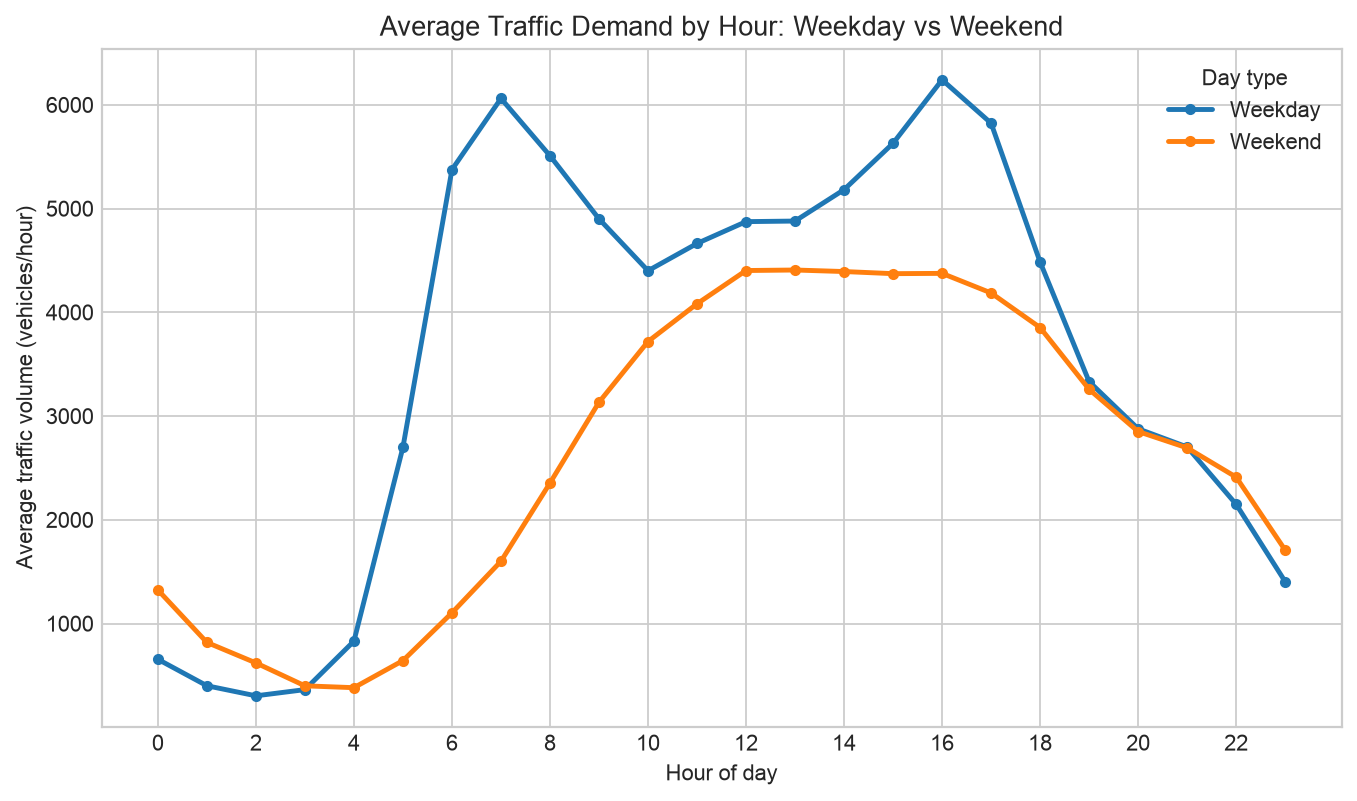 Average Traffic Demand by Hour: Weekday vs Weekend
Day type
Weekday
Weekend
Average traffic volume (vehicles/hour)
6000
5000
4000
3000
2000
1000
0 2 4 6 8 10 12 14 16 18 20 22
Hour of day